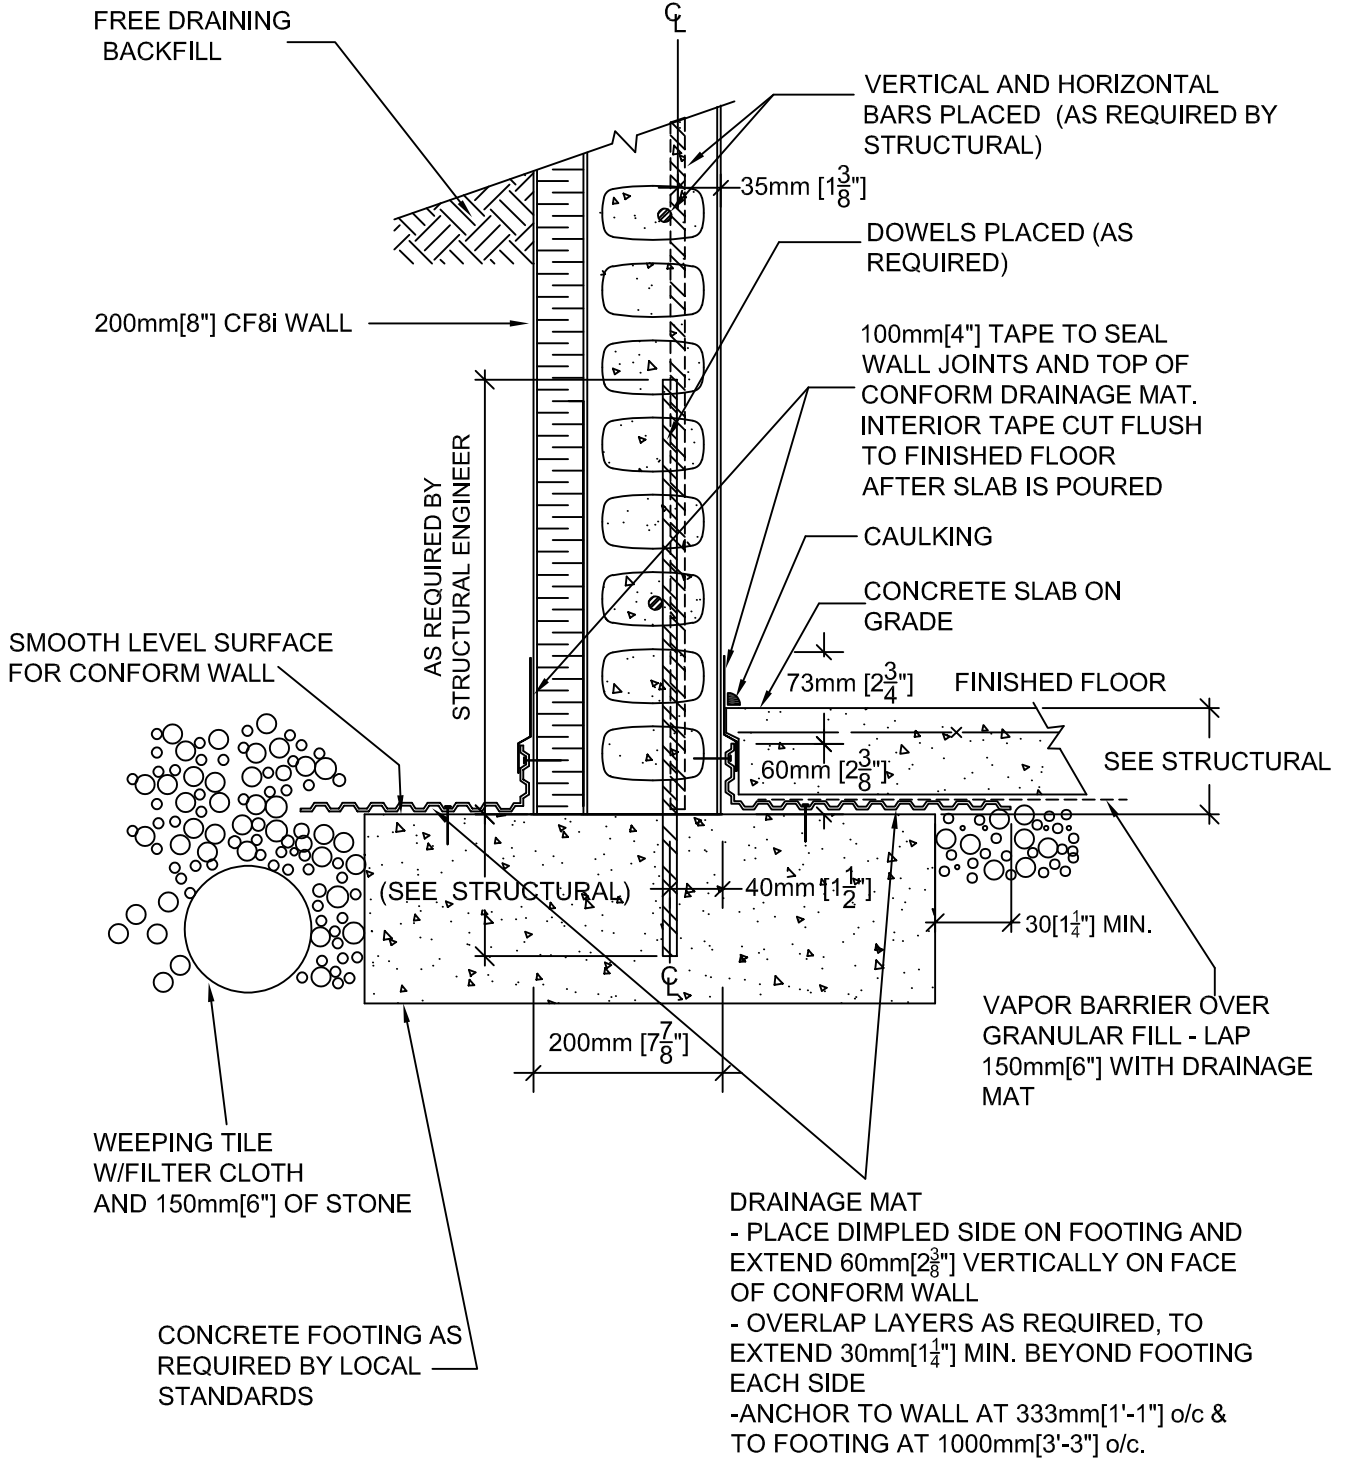 FREE DRAINING
BACKFILL
CL
VERTICAL AND HORIZONTAL
BARS PLACED (AS REQUIRED BY
STRUCTURAL)
35mm [1 3/8"]
DOWELS PLACED (AS
REQUIRED)
200mm[8"] CF8i WALL
100mm[4"] TAPE TO SEAL
WALL JOINTS AND TOP OF
CONFORM DRAINAGE MAT.
INTERIOR TAPE CUT FLUSH
TO FINISHED FLOOR
AFTER SLAB IS POURED
AS REQUIRED BY
STRUCTURAL ENGINEER
CAULKING
CONCRETE SLAB ON
GRADE
SMOOTH LEVEL SURFACE
FOR CONFORM WALL
73mm [2 3/4"]
FINISHED FLOOR
60mm [2 3/8"]
SEE STRUCTURAL
(SEE STRUCTURAL)
40mm [1 1/2"]
30[1 1/4"] MIN.
CL
200mm [7 7/8"]
VAPOR BARRIER OVER
GRANULAR FILL - LAP
150mm[6"] WITH DRAINAGE
MAT
WEEPING TILE
W/FILTER CLOTH
AND 150mm[6"] OF STONE
DRAINAGE MAT
- PLACE DIMPLED SIDE ON FOOTING AND
EXTEND 60mm[2 3/8"] VERTICALLY ON FACE
OF CONFORM WALL
- OVERLAP LAYERS AS REQUIRED, TO
EXTEND 30mm[1 1/4"] MIN. BEYOND FOOTING
EACH SIDE
-ANCHOR TO WALL AT 333mm[1'-1"] o/c &
TO FOOTING AT 1000mm[3'-3"] o/c.
CONCRETE FOOTING AS
REQUIRED BY LOCAL
STANDARDS